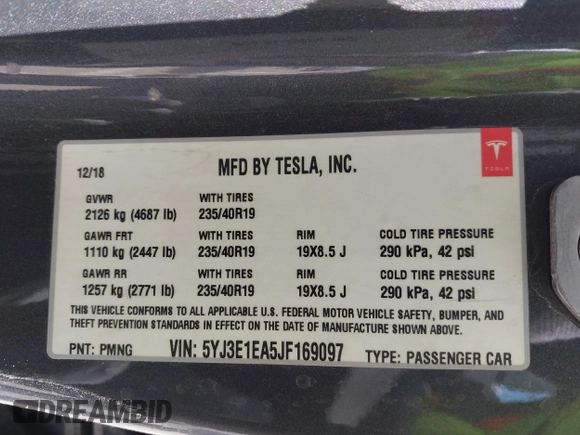 12/18 MFD BY TESLA, INC. TESLA
GVWR WITH TIRES
2126 kg (4687 lb) 235/40R19
GAWR FRT WITH TIRES RIM COLD TIRE PRESSURE
1110 kg (2447 lb) 235/40R19 19X8.5 J 290 kPa, 42 psi
GAWR RR WITH TIRES RIM COLD TIRE PRESSURE
1257 kg (2771 lb) 235/40R19 19X8.5 J 290 kPa, 42 psi
THIS VEHICLE CONFORMS TO ALL APPLICABLE U.S. FEDERAL MOTOR VEHICLE SAFETY, BUMPER, AND
THEFT PREVENTION STANDARDS IN EFFECT ON THE DATE OF MANUFACTURE SHOWN ABOVE.
PNT: PMNG VIN: 5YJ3E1EA5JF169097 TYPE: PASSENGER CAR
DREAMBID